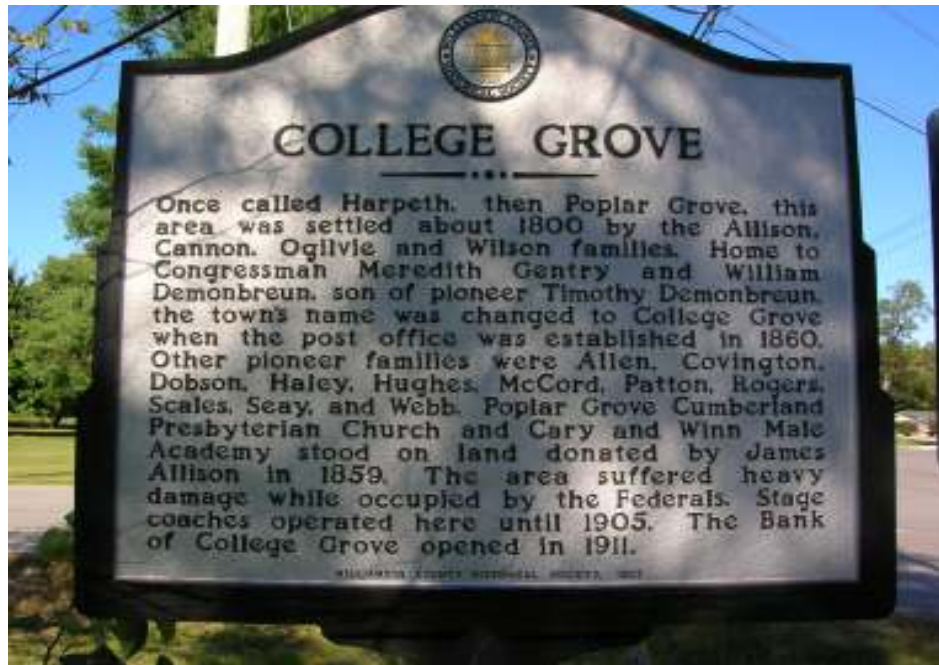 COLLEGE GROVE
Once called Harpeth, then Poplar Grove, this
area was settled about 1800 by the Allison,
Cannon, Ogilvie and Wilson families. Home to
Congressman Meredith Gentry and William
Demonbreun, son of pioneer Timothy Demonbreun,
the town's name was changed to College Grove
when the post office was established in 1860.
Other pioneer families were Allen, Covington,
Dobson, Haley, Hughes, McCord, Patton, Rogers,
Scales, Seay, and Webb. Poplar Grove Cumberland
Presbyterian Church and Cary and Winn Male
Academy stood on land donated by James
Allison in 1859. The area suffered heavy
damage while occupied by the Federals. Stage
coaches operated here until 1905. The Bank
of College Grove opened in 1911.
WILLIAMSON COUNTY HISTORICAL SOCIETY,